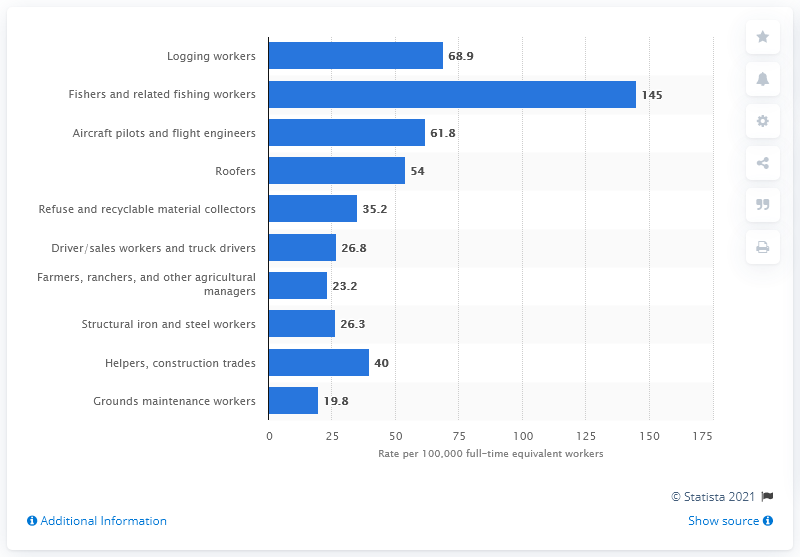 Logging workers 68.9
Fishers and related fishing workers 145
Aircraft pilots and flight engineers 61.8
Roofers 54
Refuse and recyclable material collectors 35.2
Driver/sales workers and truck drivers 26.8
Farmers, ranchers, and other agricultural
managers 23.2
Structural iron and steel workers 26.3
Helpers, construction trades 40
Grounds maintenance workers 19.8
0 25 50 75 100 125 150 175
Rate per 100,000 full-time equivalent workers
© Statista 2021
Additional Information
Show source